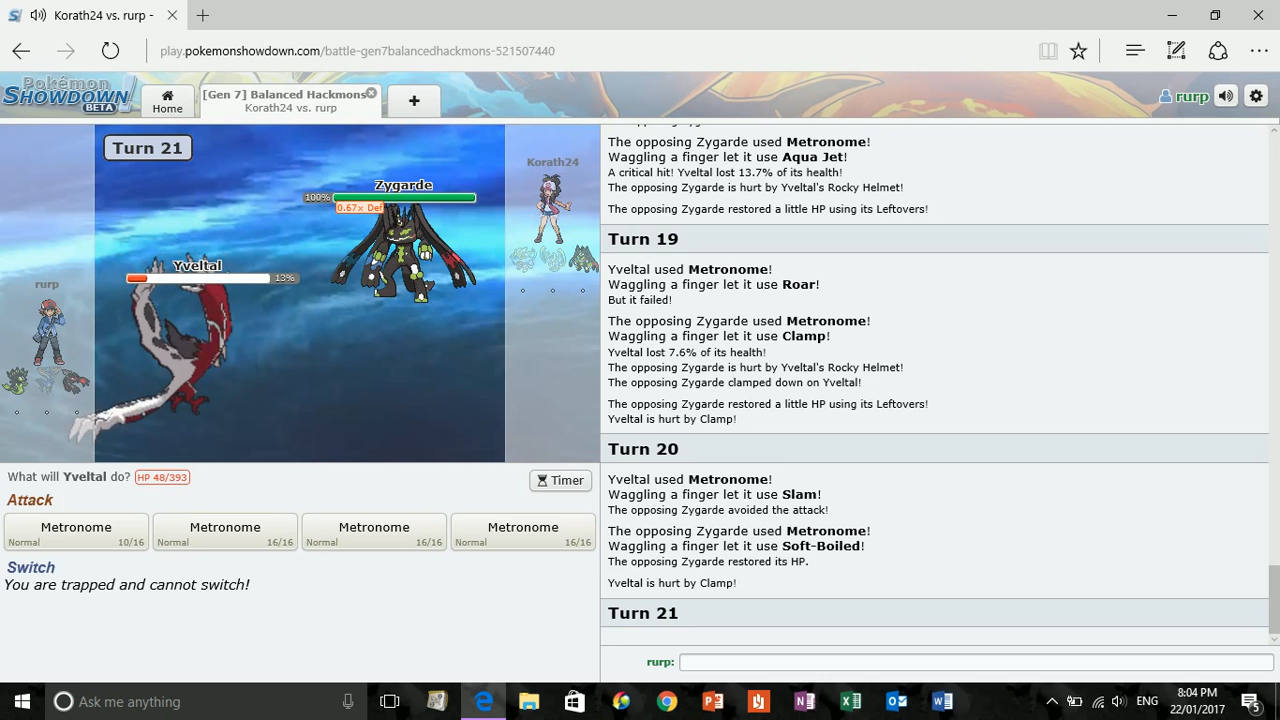 Korath24 vs. rurp -
play.pokemonshowdown.com/battle-gen7balancedhackmons-521507440
Pokémon
SHOWDOWN
BETA
Home
[Gen 7] Balanced Hackmons
Korath24 vs. rurp
rurp
Turn 21
Zygarde
100%
0.67× Def
Yveltal
13%
rurp
Korath24
What will Yveltal do? HP 48/393
Timer
Attack
Metronome
Normal 10/16
Metronome
Normal 16/16
Metronome
Normal 16/16
Metronome
Normal 16/16
Switch
You are trapped and cannot switch!
The opposing Zygarde used Metronome!
Waggling a finger let it use Aqua Jet!
A critical hit! Yveltal lost 13.7% of its health!
The opposing Zygarde is hurt by Yveltal's Rocky Helmet!
The opposing Zygarde restored a little HP using its Leftovers!
Turn 19
Yveltal used Metronome!
Waggling a finger let it use Roar!
But it failed!
The opposing Zygarde used Metronome!
Waggling a finger let it use Clamp!
Yveltal lost 7.6% of its health!
The opposing Zygarde is hurt by Yveltal's Rocky Helmet!
The opposing Zygarde clamped down on Yveltal!
The opposing Zygarde restored a little HP using its Leftovers!
Yveltal is hurt by Clamp!
Turn 20
Yveltal used Metronome!
Waggling a finger let it use Slam!
The opposing Zygarde avoided the attack!
The opposing Zygarde used Metronome!
Waggling a finger let it use Soft-Boiled!
The opposing Zygarde restored its HP.
Yveltal is hurt by Clamp!
Turn 21
rurp:
Ask me anything
ENG
8:04 PM
22/01/2017
5